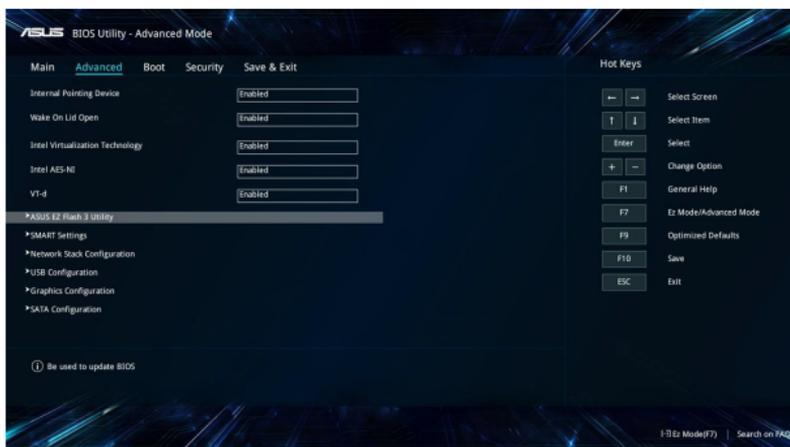 ASUS BIOS Utility - Advanced Mode
Main Advanced Boot Security Save & Exit
Internal Pointing Device Enabled
Wake On Lid Open Enabled
Intel Virtualization Technology Enabled
Intel AES-NI Enabled
VT-d Enabled
ASUS EZ Flash 3 Utility
SMART Settings
Network Stack Configuration
USB Configuration
Graphics Configuration
SATA Configuration
Be used to update BIOS
Hot Keys
← → Select Screen
↑ ↓ Select Item
Enter Select
+ − Change Option
F1 General Help
F7 Ez Mode/Advanced Mode
F9 Optimized Defaults
F10 Save
ESC Exit
Ez Mode(F7) | Search on FAQ